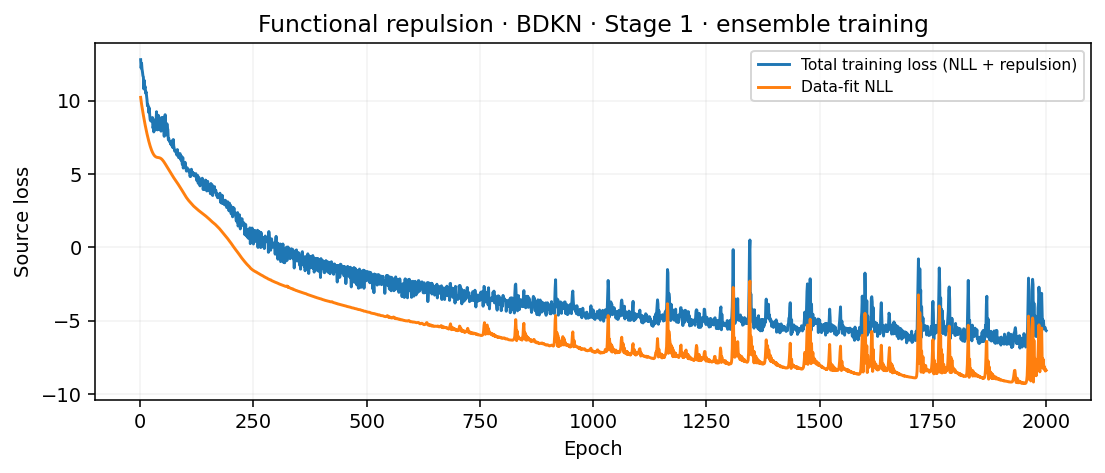 Functional repulsion · BDKN · Stage 1 · ensemble training
Total training loss (NLL + repulsion)
Data-fit NLL
Source loss
10
5
0
−5
−10
0 250 500 750 1000 1250 1500 1750 2000
Epoch